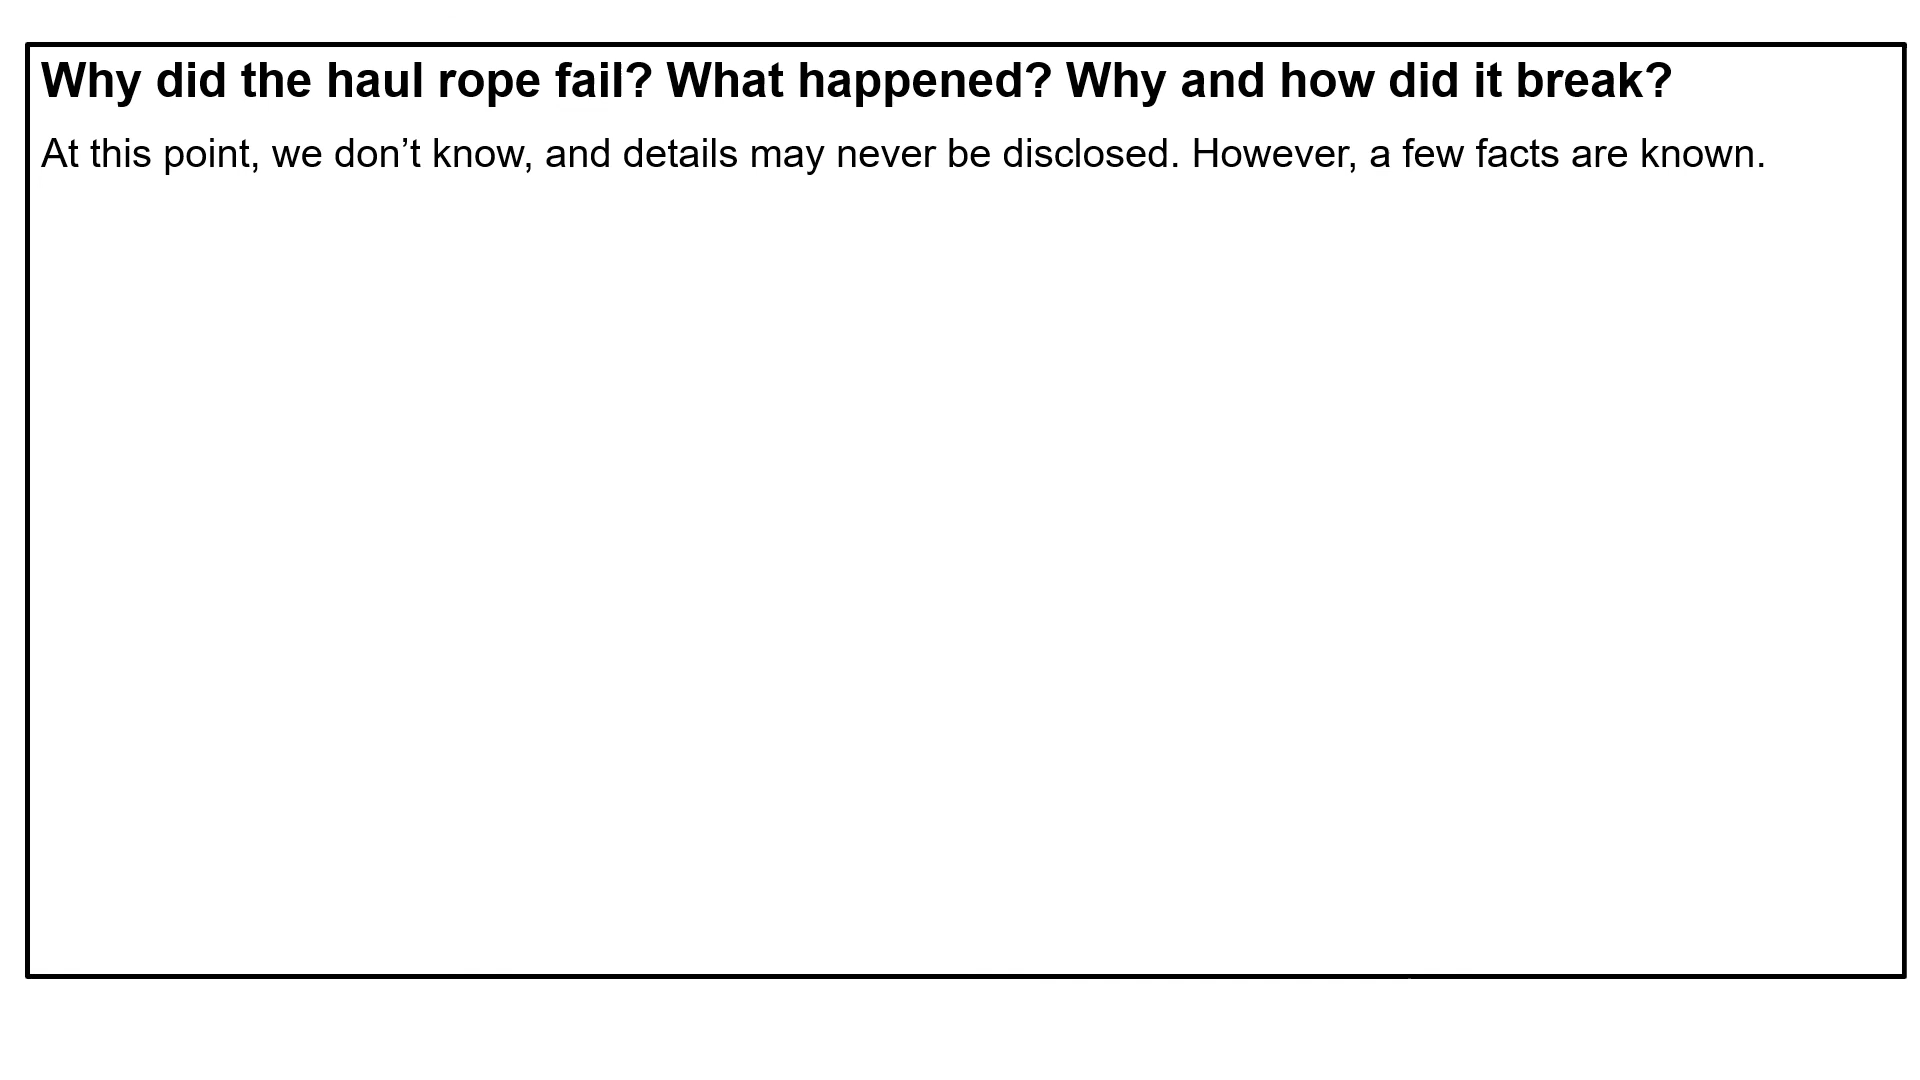 Why did the haul rope fail? What happened? Why and how did it break?
At this point, we don’t know, and details may never be disclosed. However, a few facts are known.